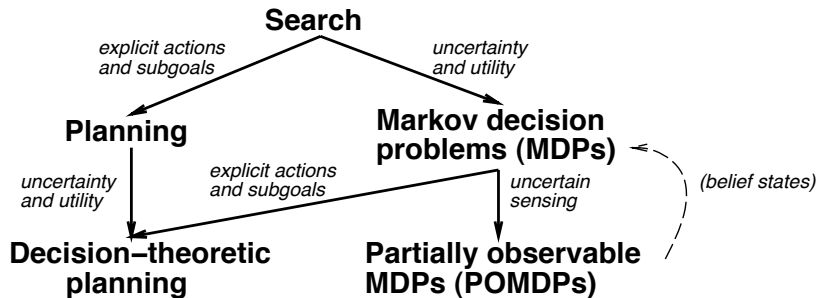 Search
explicit actions
and subgoals
uncertainty
and utility
Planning
Markov decision
problems (MDPs)
uncertainty
and utility
explicit actions
and subgoals
uncertain
sensing
(belief states)
Decision–theoretic
planning
Partially observable
MDPs (POMDPs)